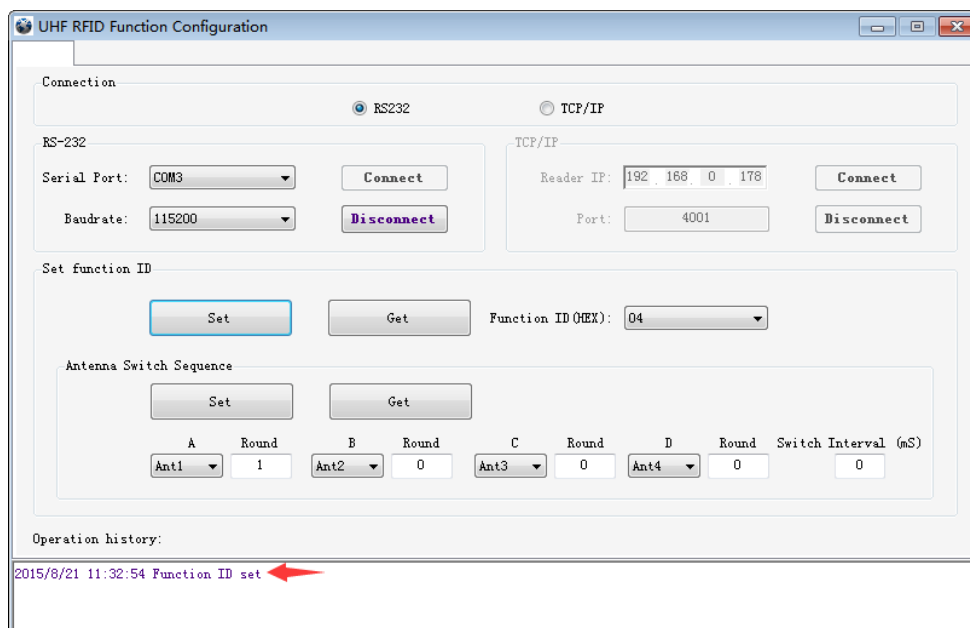 UHF RFID Function Configuration
Connection
RS232 TCP/IP
RS-232 TCP/IP
Serial Port: COM3 Connect Reader IP: 192 . 168 . 0 . 178 Connect
Baudrate: 115200 Disconnect Port: 4001 Disconnect
Set function ID
Set Get Function ID(HEX): 04
Antenna Switch Sequence
Set Get
A Round B Round C Round D Round Switch Interval (mS)
Ant1 1 Ant2 0 Ant3 0 Ant4 0 0
Operation history:
2015/8/21 11:32:54 Function ID set